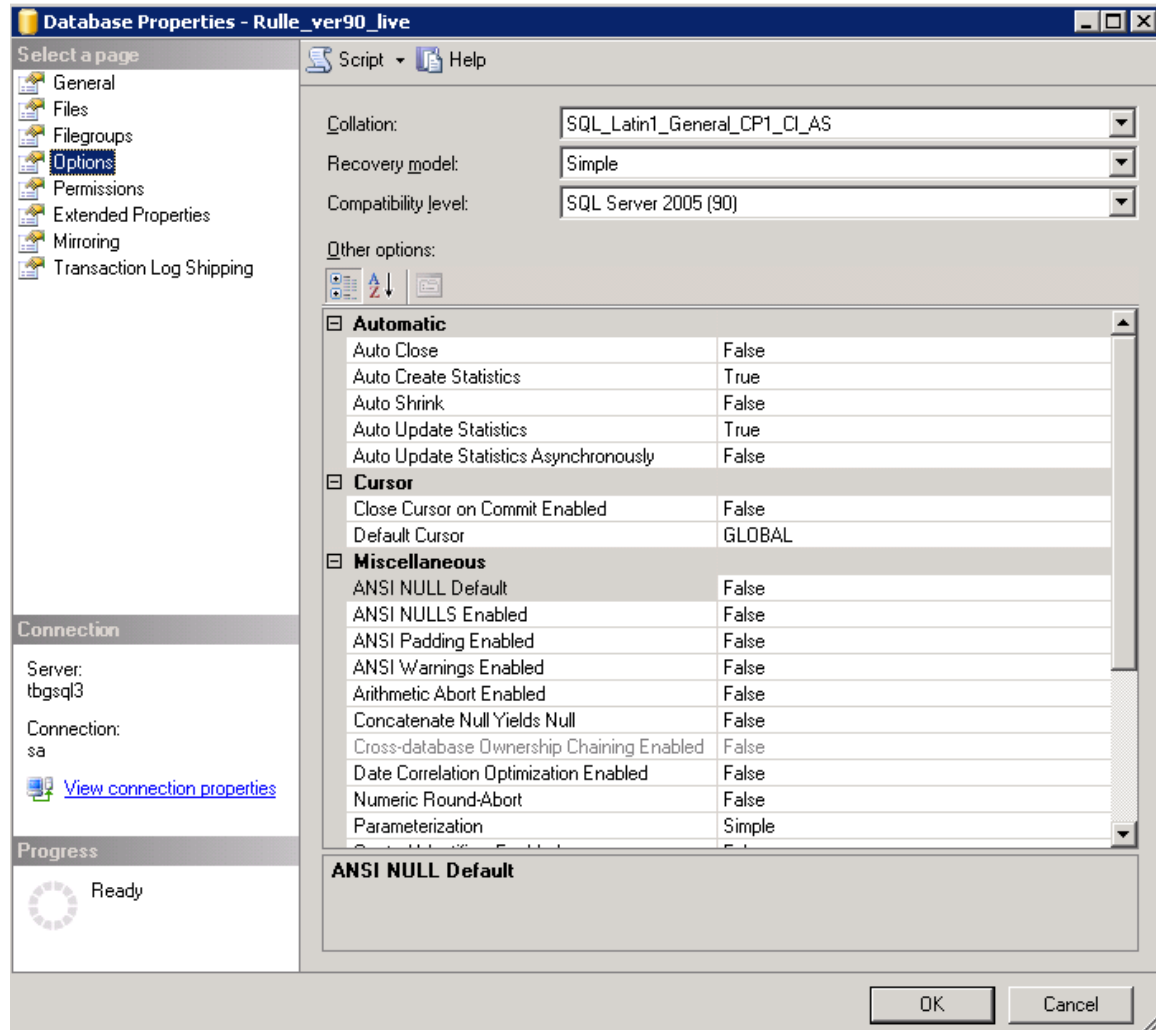 Database Properties - Rulle_ver90_live
Select a page
General
Files
Filegroups
Options
Permissions
Extended Properties
Mirroring
Transaction Log Shipping
Connection
Server:
tbgsql3
Connection:
sa
View connection properties
Progress
Ready
Script Help
Collation: SQL_Latin1_General_CP1_CI_AS
Recovery model: Simple
Compatibility level: SQL Server 2005 (90)
Other options:
Automatic
Auto Close False
Auto Create Statistics True
Auto Shrink False
Auto Update Statistics True
Auto Update Statistics Asynchronously False
Cursor
Close Cursor on Commit Enabled False
Default Cursor GLOBAL
Miscellaneous
ANSI NULL Default False
ANSI NULLS Enabled False
ANSI Padding Enabled False
ANSI Warnings Enabled False
Arithmetic Abort Enabled False
Concatenate Null Yields Null False
Cross-database Ownership Chaining Enabled False
Date Correlation Optimization Enabled False
Numeric Round-Abort False
Parameterization Simple
ANSI NULL Default
OK Cancel